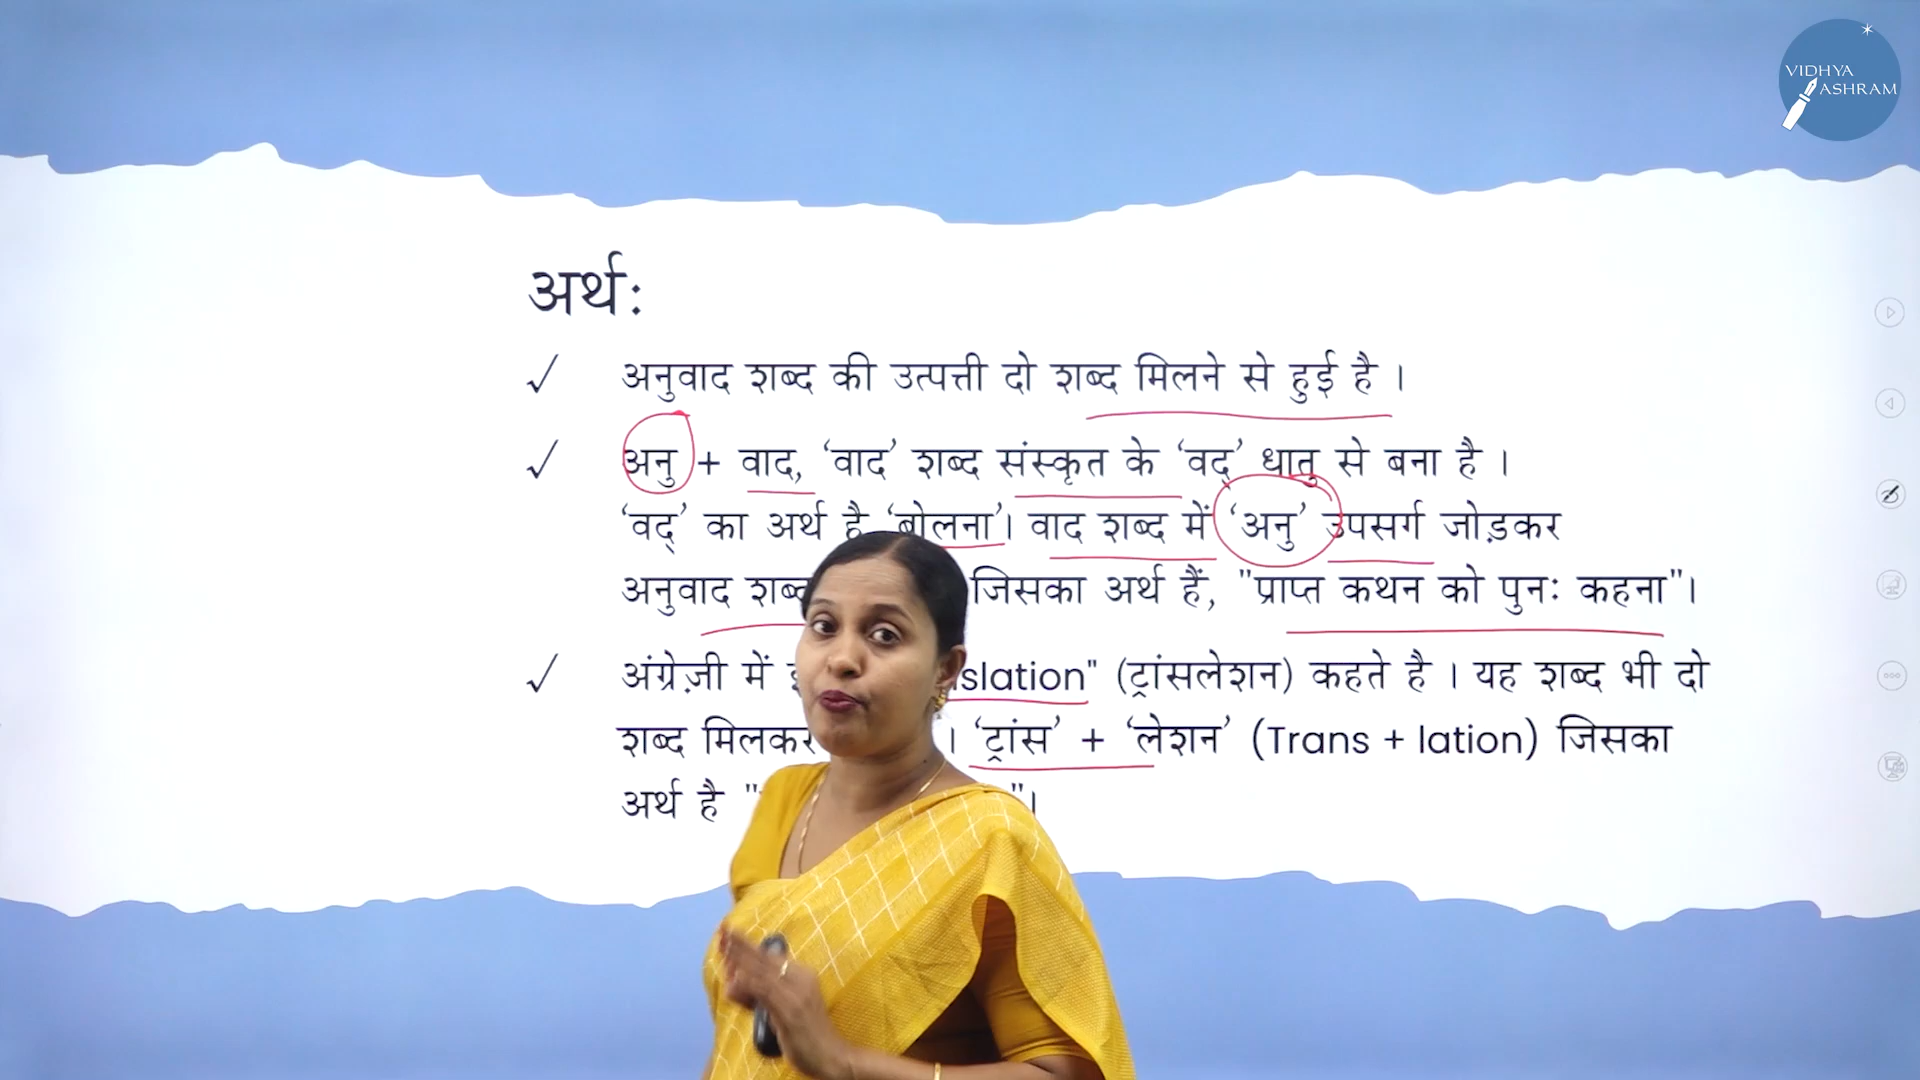 VIDHYA
ASHRAM
अर्थ:
✓ अनुवाद शब्द की उत्पत्ती दो शब्द मिलने से हुई है ।
✓ अनु + वाद, ‘वाद’ शब्द संस्कृत के ‘वद्’ धातु से बना है ।
‘वद्’ का अर्थ है ‘बोलना’। वाद शब्द में ‘अनु’ उपसर्ग जोड़कर
अनुवाद शब्द जिसका अर्थ हैं, "प्राप्त कथन को पुनः कहना"।
✓ अंग्रेज़ी में slation" (ट्रांसलेशन) कहते है । यह शब्द भी दो
शब्द मिलकर । ‘ट्रांस’ + ‘लेशन’ (Trans + lation) जिसका
अर्थ है " "।